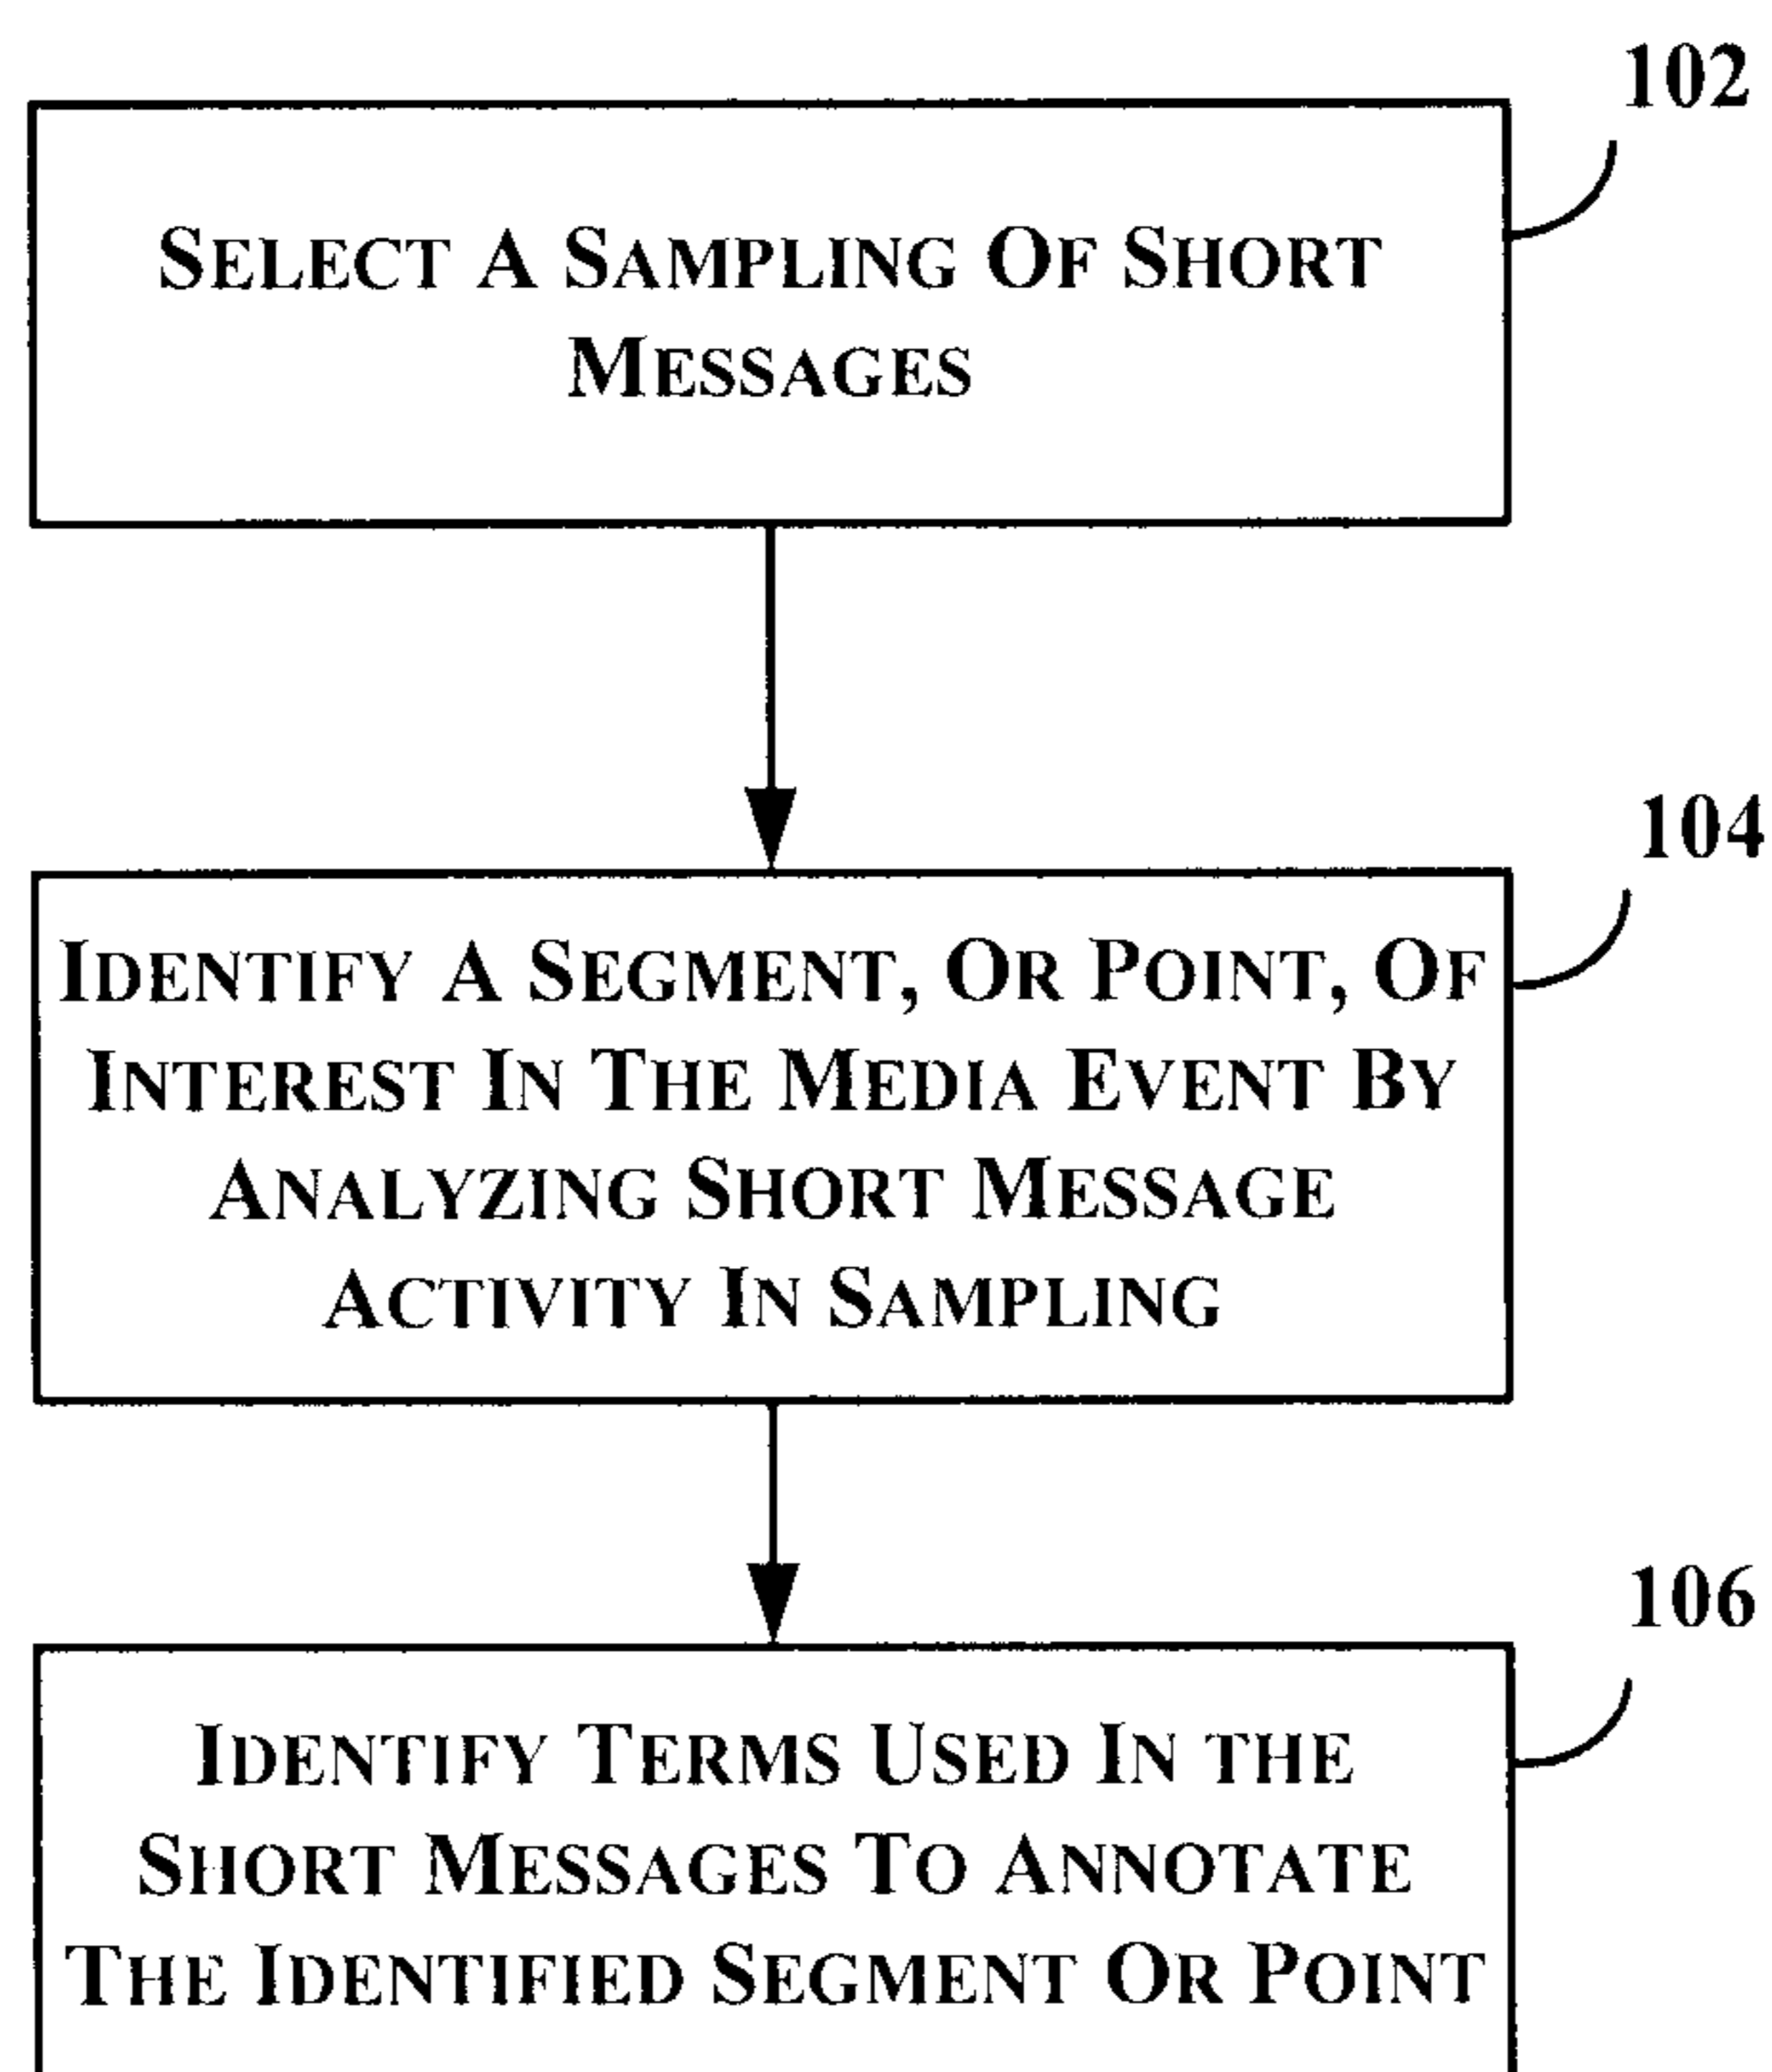 102
SELECT A SAMPLING OF SHORT
MESSAGES
104
IDENTIFY A SEGMENT, OR POINT, OF
INTEREST IN THE MEDIA EVENT BY
ANALYZING SHORT MESSAGE
ACTIVITY IN SAMPLING
106
IDENTIFY TERMS USED IN THE
SHORT MESSAGES TO ANNOTATE
THE IDENTIFIED SEGMENT OR POINT